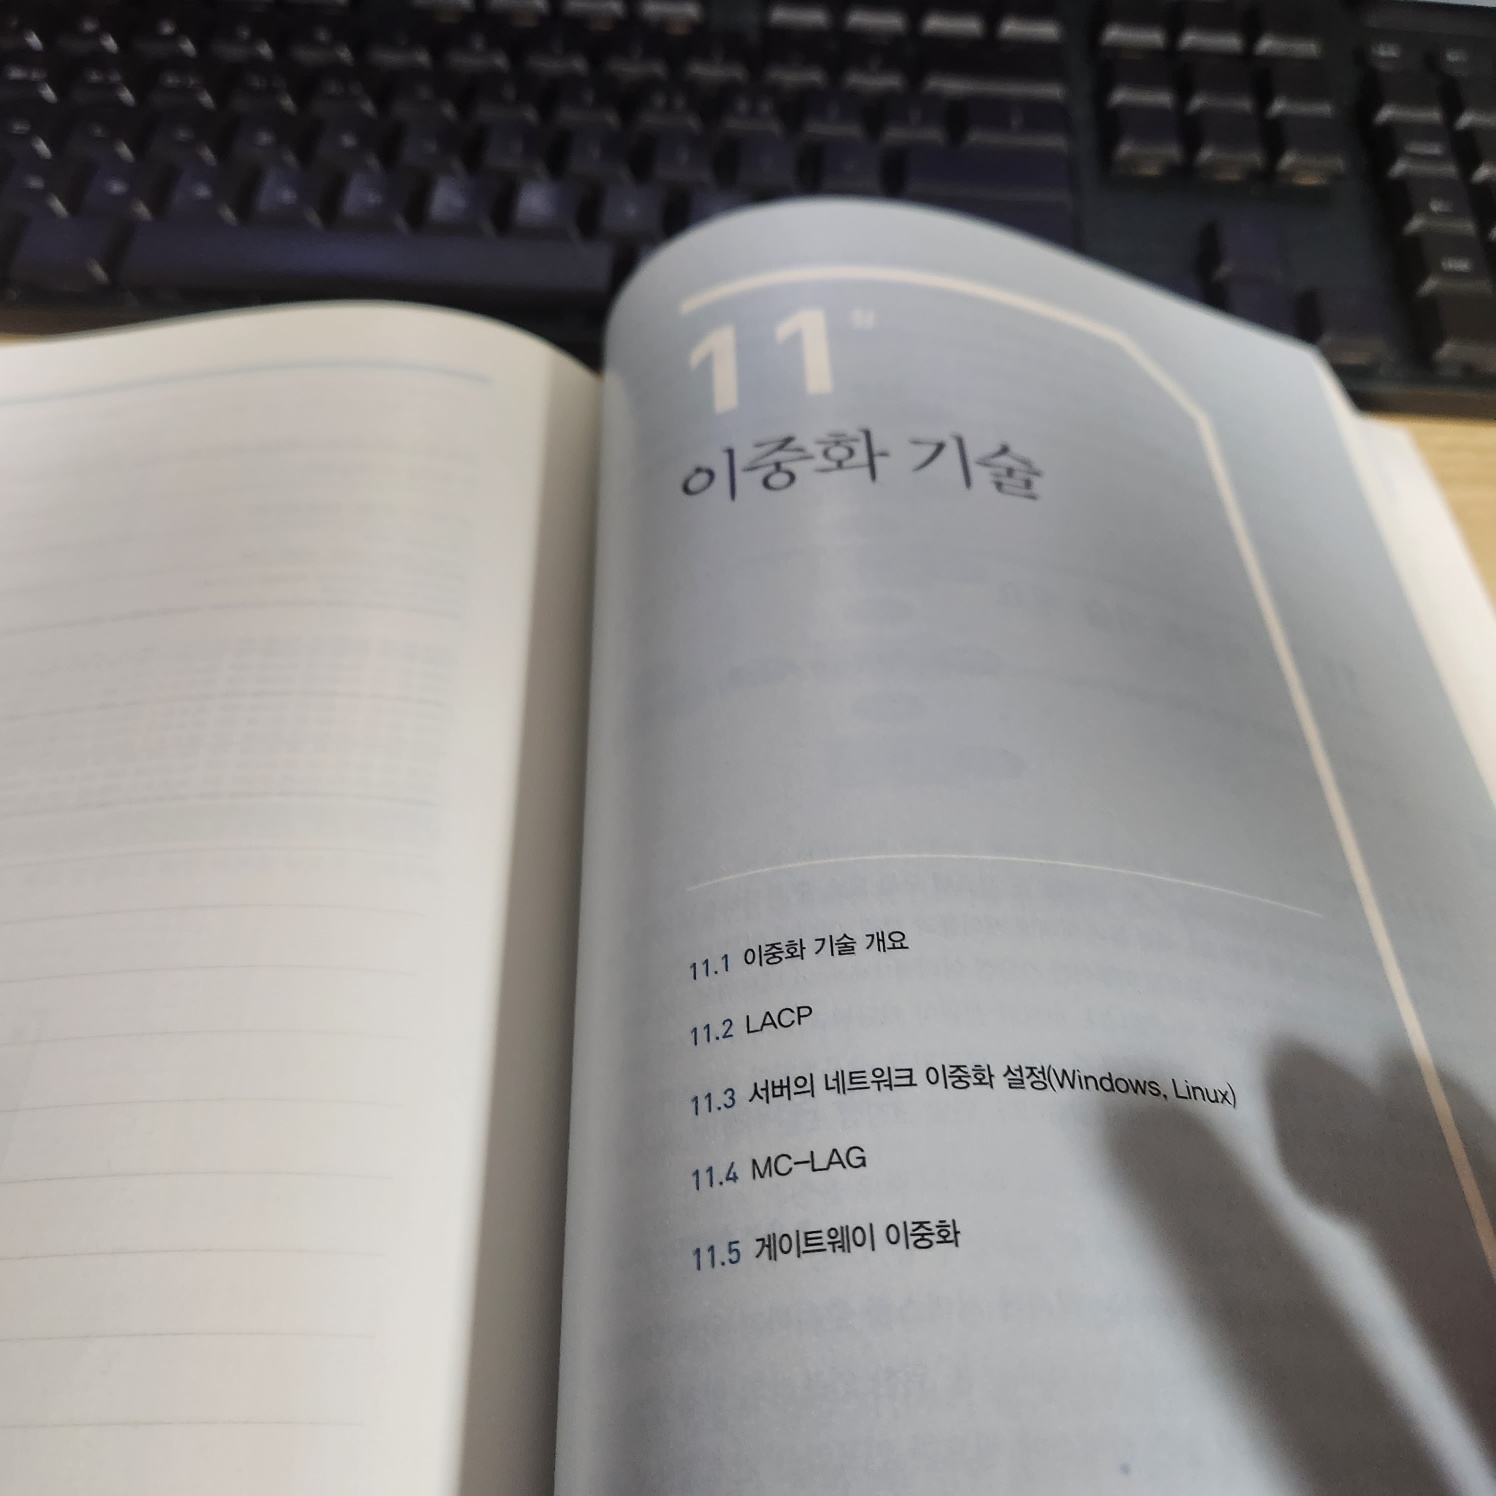 11장
이중화 기술
11.1 이중화 기술 개요
11.2 LACP
11.3 서버의 네트워크 이중화 설정(Windows, Linux)
11.4 MC-LAG
11.5 게이트웨이 이중화